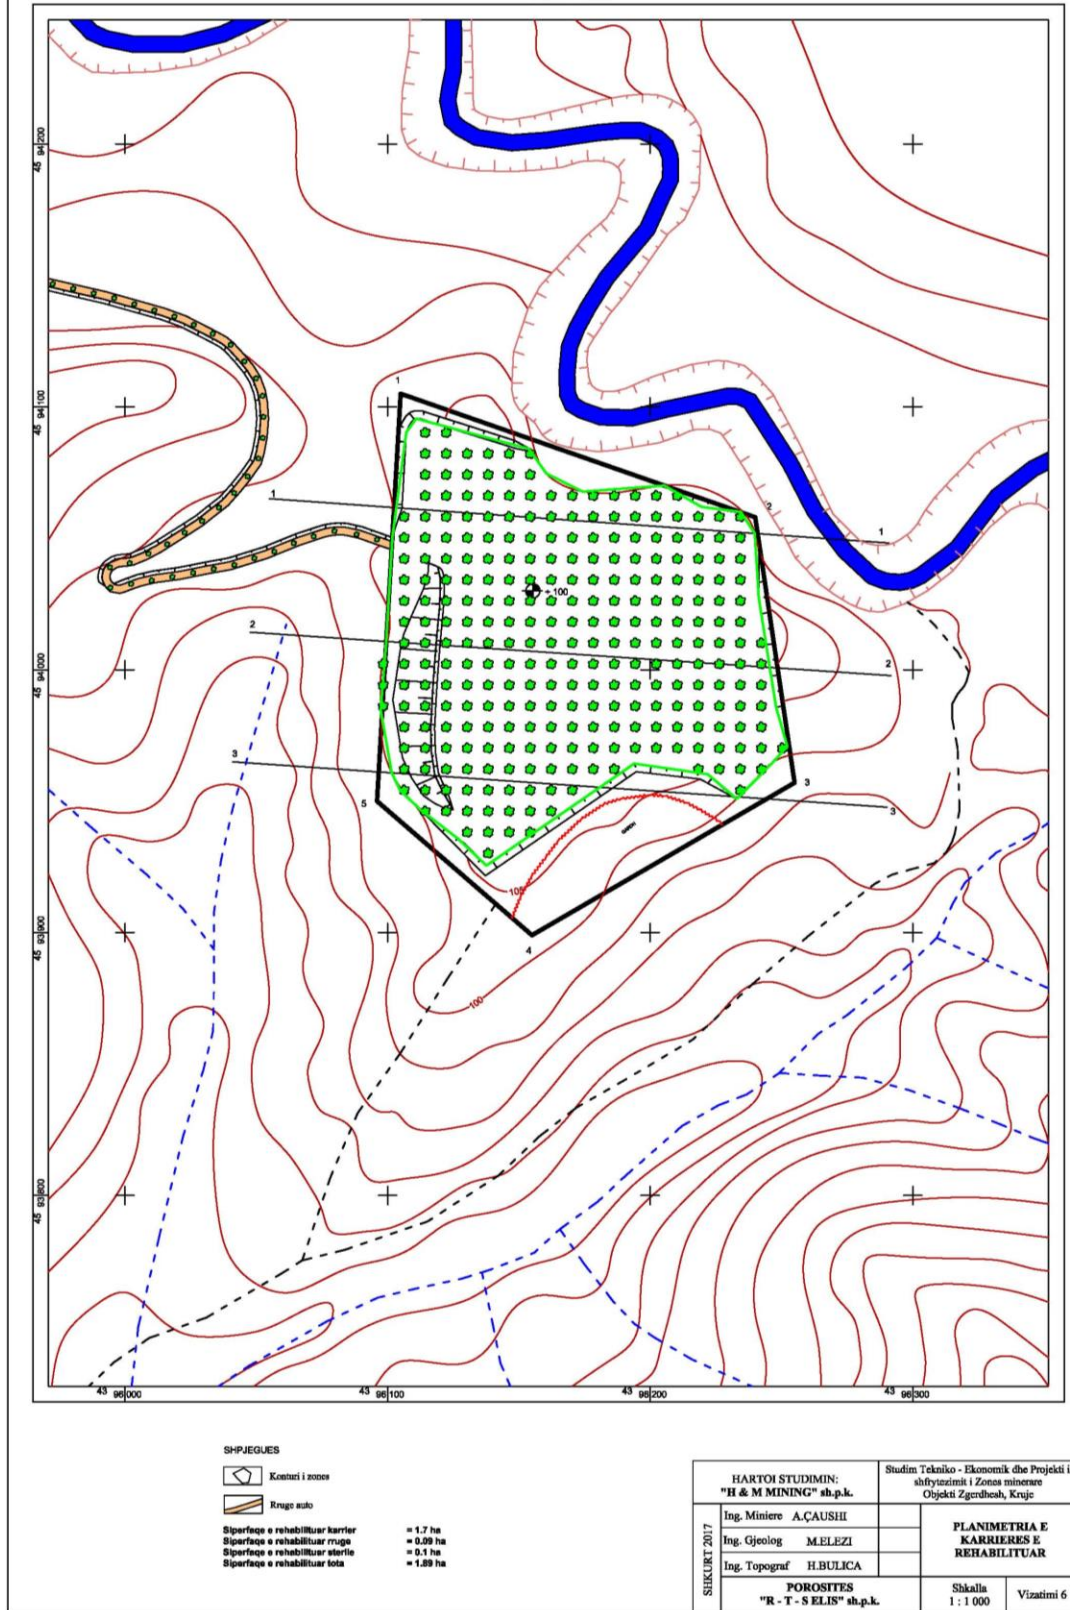 45 94 200
45 94 100
45 94 000
45 93 900
45 93 800
1
2
3
4
5
1
1
2
2
3
3
+ 100
105
100
43 96 000
43 96 100
43 96 200
43 96 300
SHPJEGUES
Konturi i zones
Rruge auto
Siperfaqe e rehabilituar karrier = 1.7 ha
Siperfaqe e rehabilituar rruge = 0.09 ha
Siperfaqe e rehabilituar sterile = 0.1 ha
Siperfaqe e rehabilituar tota = 1.89 ha
HARTOI STUDIMIN:
"H & M MINING" sh.p.k.
Studim Tekniko - Ekonomik dhe Projekti i
shfrytezimit i Zones minerare
Objekti Zgerdhesh, Kruje
SHKURT 2017
Ing. Miniere A.ÇAUSHI
Ing. Gjeolog M.ELEZI
Ing. Topograf H.BULICA
PLANIMETRIA E
KARRIERES E
REHABILITUAR
POROSITES
"R - T - S ELIS" sh.p.k.
Shkalla
1 : 1 000
Vizatimi 6